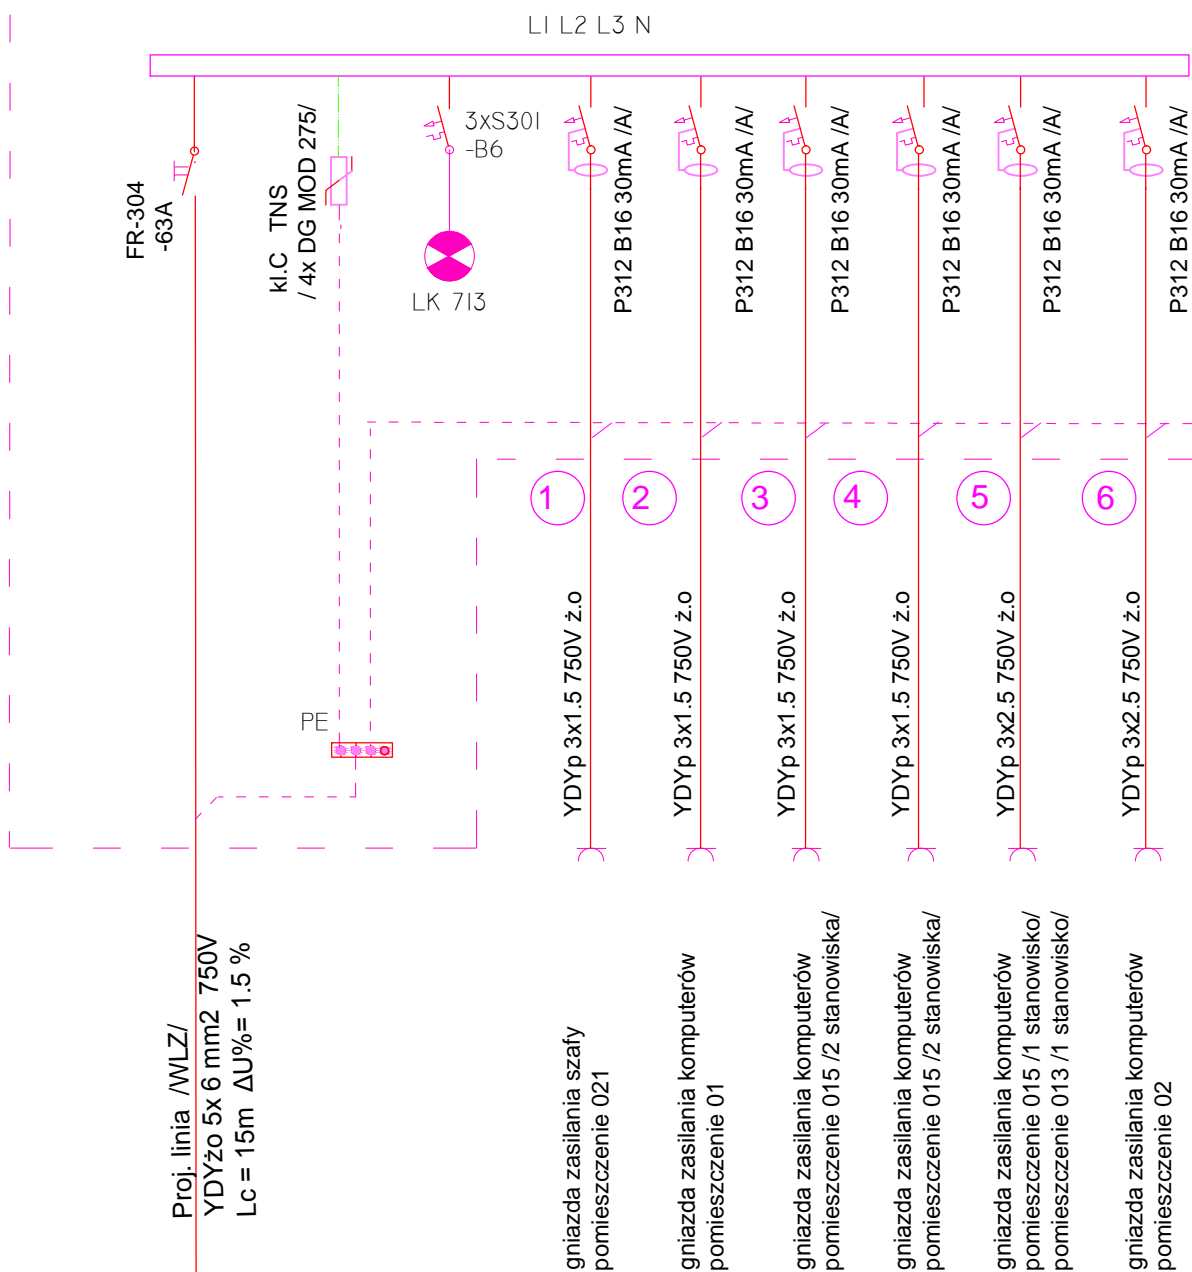 L1 L2 L3 N
FR-304
-63A
kl.C TNS
/ 4x DG MOD 275/
3xS301
-B6
LK 713
P312 B16 30mA /A/
P312 B16 30mA /A/
P312 B16 30mA /A/
P312 B16 30mA /A/
P312 B16 30mA /A/
P312 B16 30mA /A/
1
2
3
4
5
6
YDYp 3x1.5 750V ż.o
YDYp 3x1.5 750V ż.o
YDYp 3x1.5 750V ż.o
YDYp 3x1.5 750V ż.o
YDYp 3x2.5 750V ż.o
YDYp 3x2.5 750V ż.o
PE
Proj. linia /WLZ/
YDYżo 5x 6 mm2 750V
Lc = 15m ΔU%= 1.5 %
gniazda zasilania szafy
pomieszczenie 021
gniazda zasilania komputerów
pomieszczenie 01
gniazda zasilania komputerów
pomieszczenie 015 /2 stanowiska/
gniazda zasilania komputerów
pomieszczenie 015 /2 stanowiska/
gniazda zasilania komputerów
pomieszczenie 015 /1 stanowisko/
pomieszczenie 013 /1 stanowisko/
gniazda zasilania komputerów
pomieszczenie 02